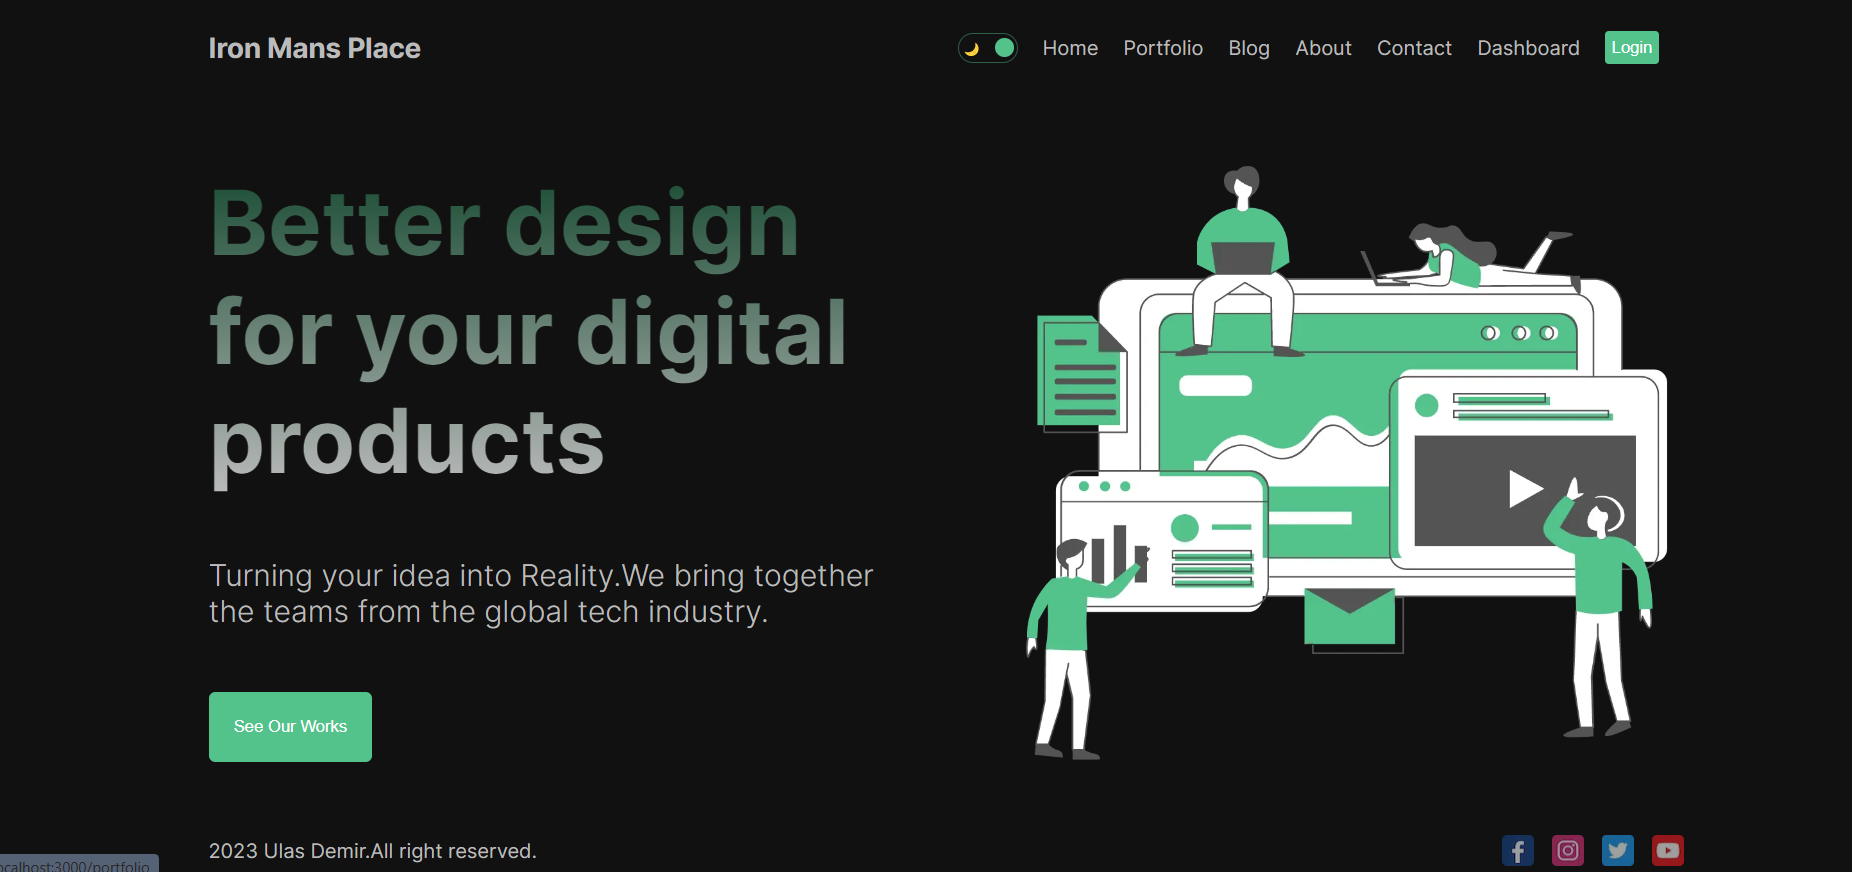 Iron Mans Place
Home Portfolio Blog About Contact Dashboard Login
Better design
for your digital
products
Turning your idea into Reality.We bring together
the teams from the global tech industry.
See Our Works
2023 Ulas Demir.All right reserved.
ocalhost:3000/portfolio